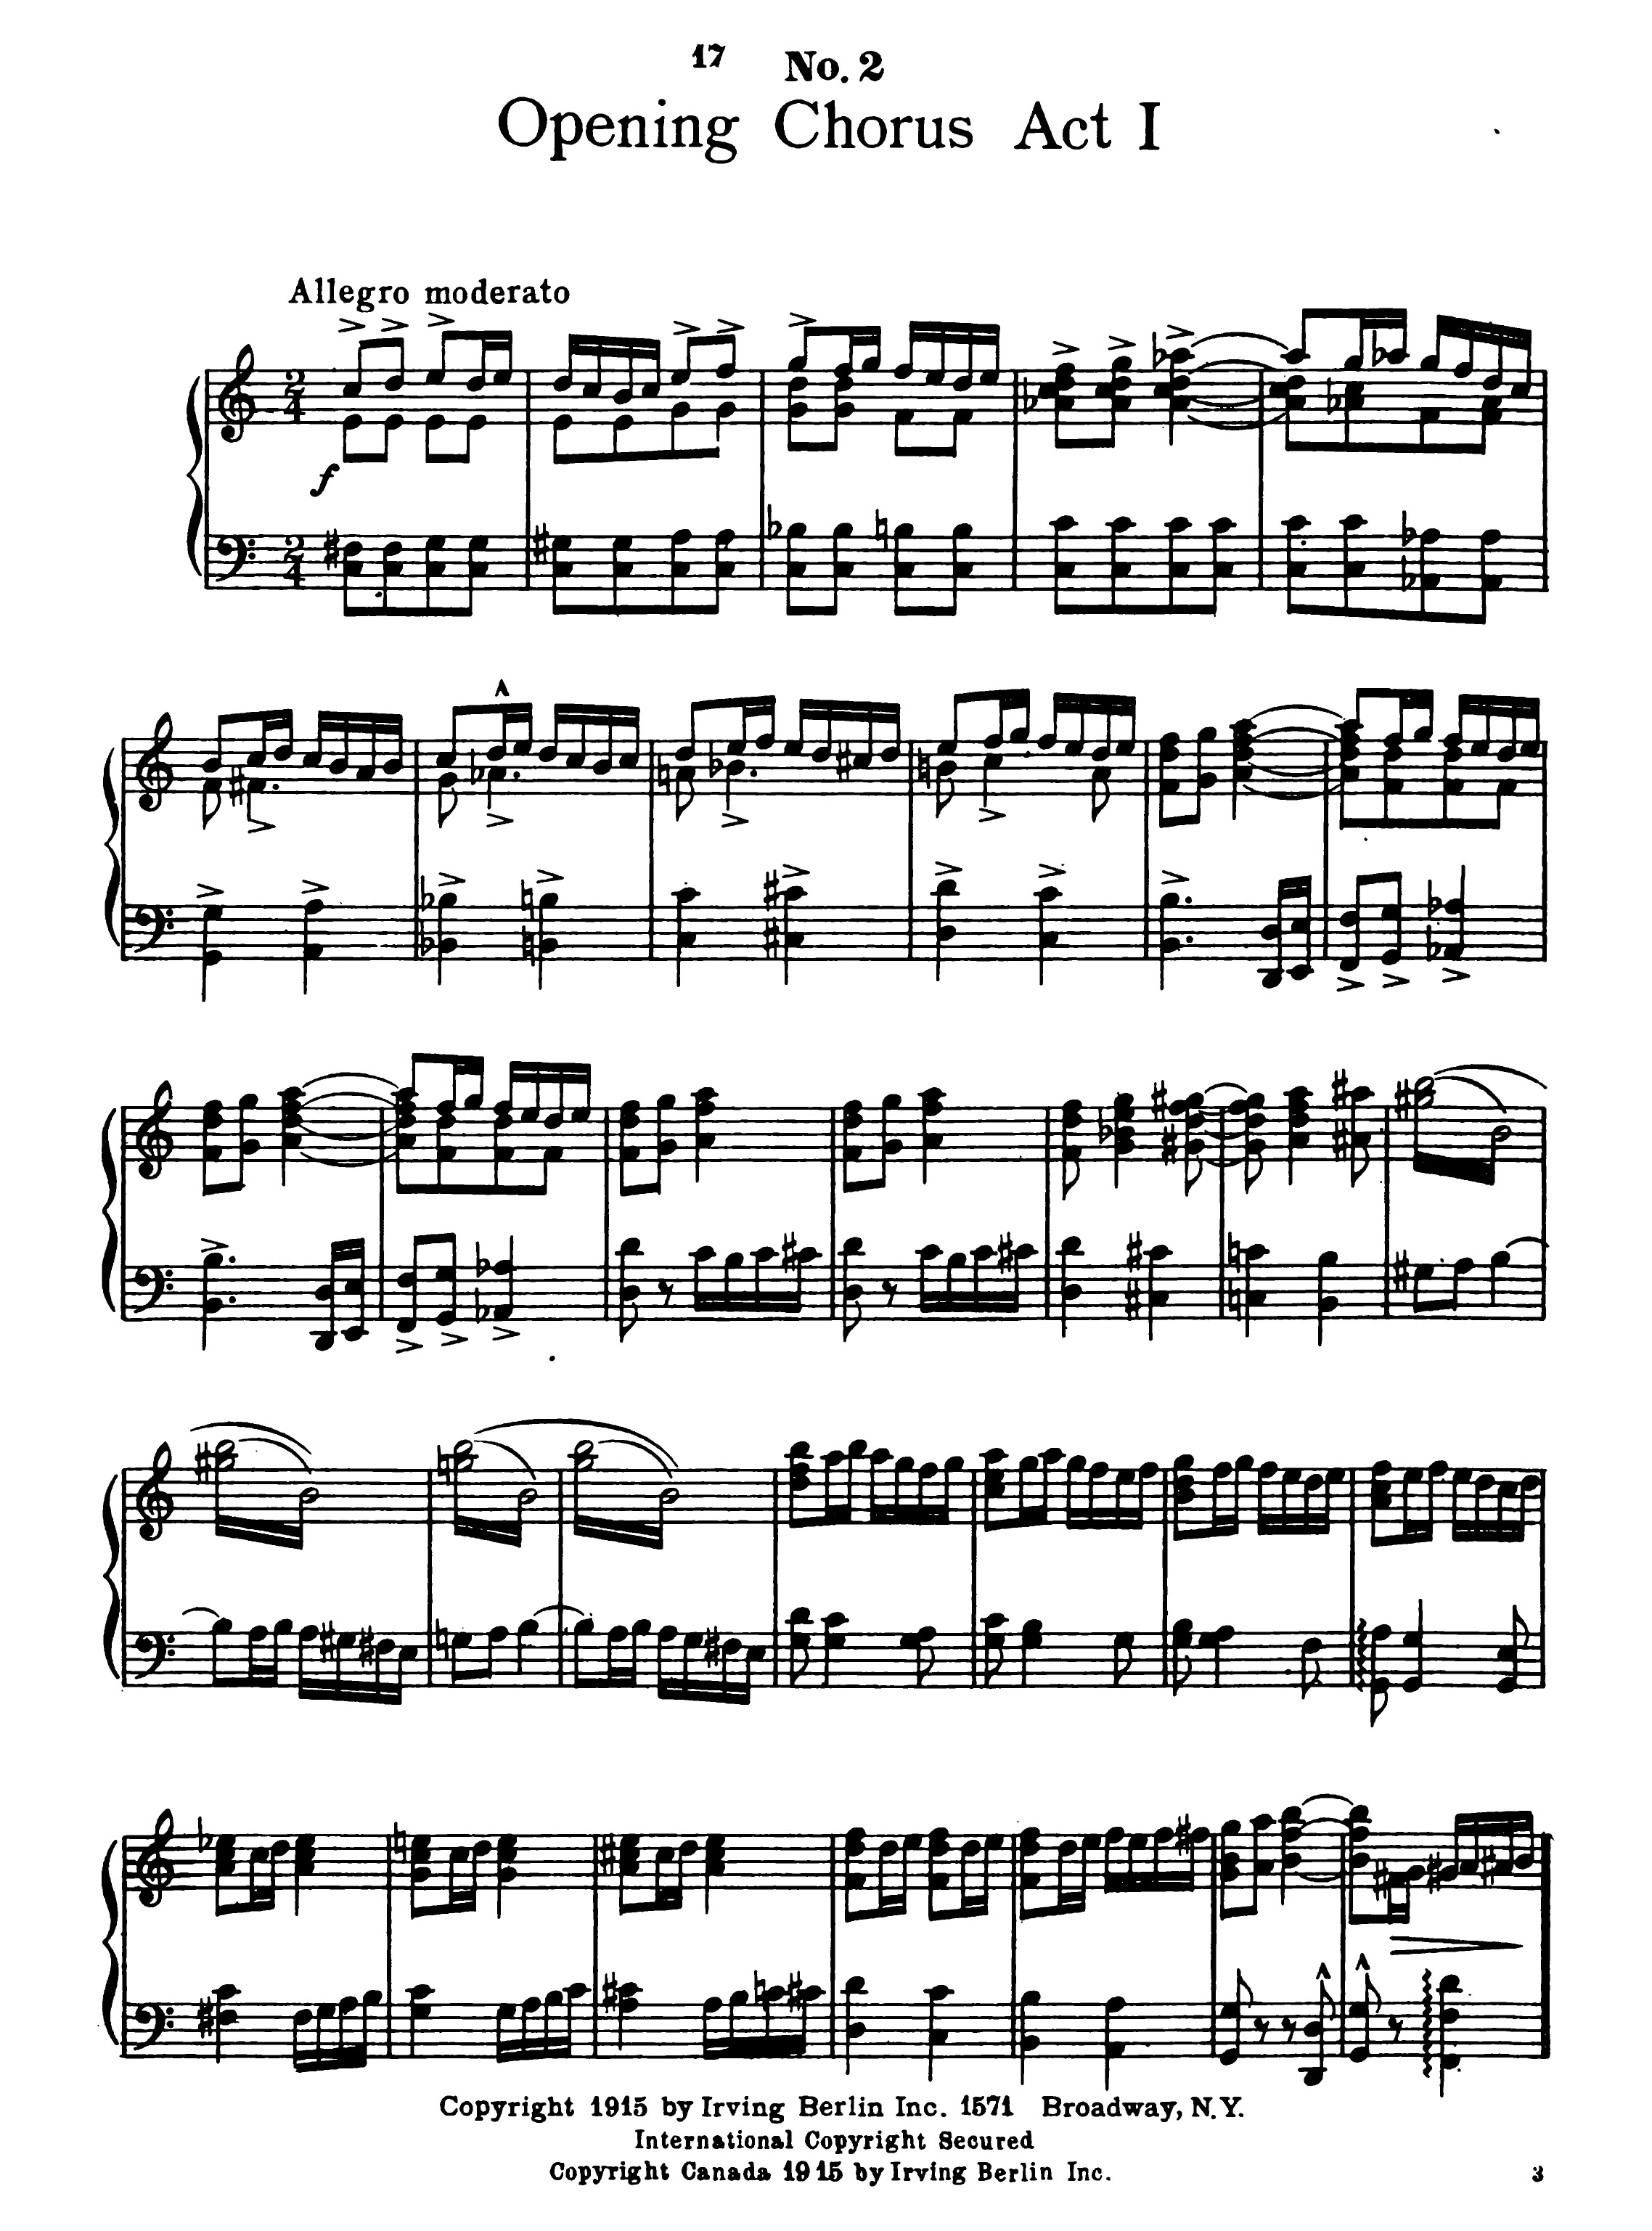 17 No. 2
Opening Chorus Act I
Allegro moderato
f
Copyright 1915 by Irving Berlin Inc. 1571 Broadway, N.Y.
International Copyright Secured
Copyright Canada 1915 by Irving Berlin Inc.
3